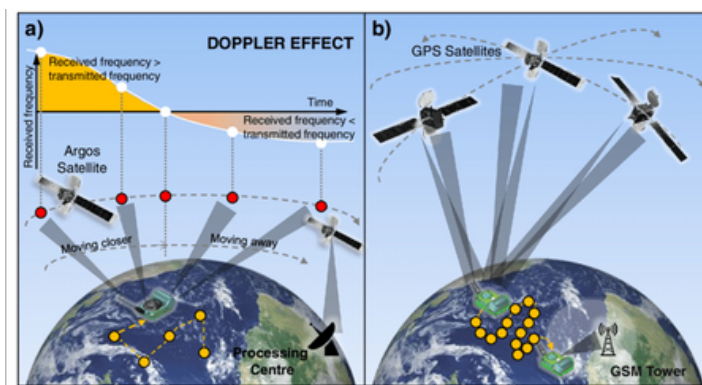 a)
DOPPLER EFFECT
Received frequency >
transmitted frequency
Received frequency
Time
Received frequency <
transmitted frequency
Argos
Satellite
Moving closer
Moving away
Processing
Centre
b)
GPS Satellites
GSM Tower